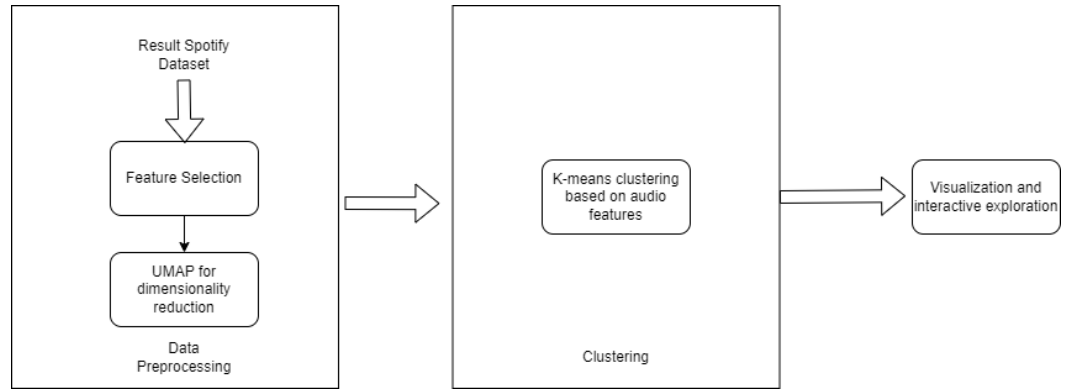 Result Spotify
Dataset
Feature Selection
UMAP for
dimensionality
reduction
Data
Preprocessing
K-means clustering
based on audio
features
Clustering
Visualization and
interactive exploration